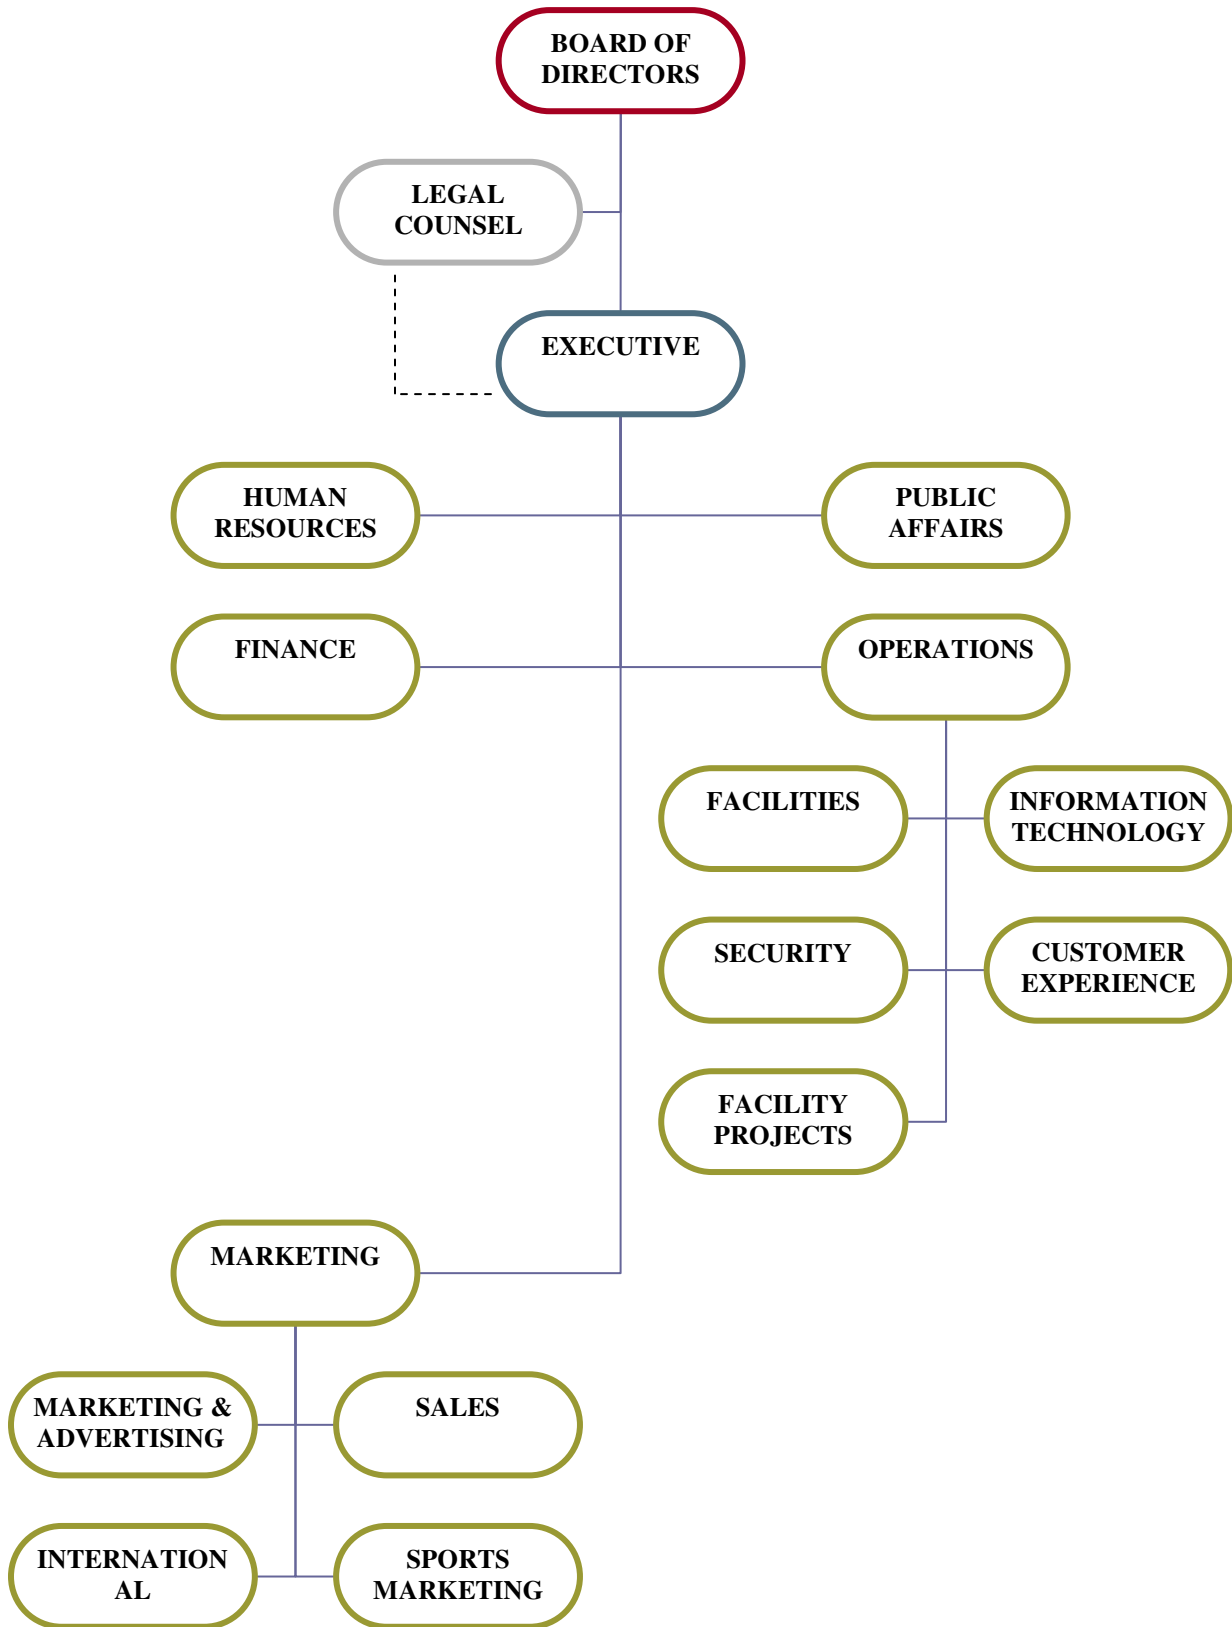 BOARD OF
DIRECTORS
LEGAL
COUNSEL
EXECUTIVE
HUMAN
RESOURCES
PUBLIC
AFFAIRS
FINANCE
OPERATIONS
FACILITIES
INFORMATION
TECHNOLOGY
SECURITY
CUSTOMER
EXPERIENCE
FACILITY
PROJECTS
MARKETING
MARKETING &
ADVERTISING
SALES
INTERNATION
AL
SPORTS
MARKETING